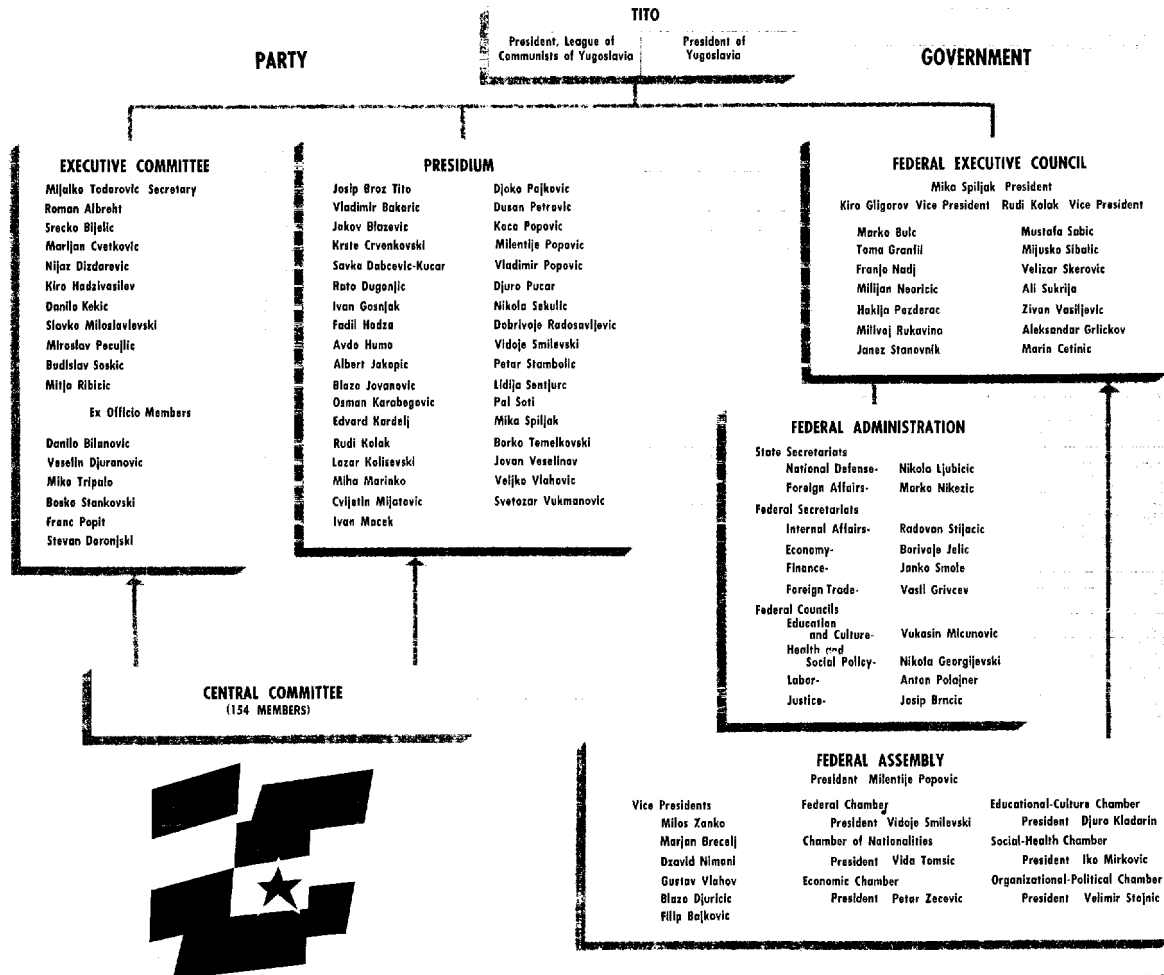 TITO
President, League of
Communists of Yugoslavia
President of
Yugoslavia
PARTY
GOVERNMENT
EXECUTIVE COMMITTEE
Mijalko Todorovic Secretary
Roman Albreht
Srecko Bijelic
Marijan Cvetkovic
Nijaz Dizdarevic
Kiro Hadzivasilev
Danilo Kekic
Slavko Miloslavlevski
Miroslav Pecujlic
Budislav Soskic
Mitja Ribicic
Ex Officio Members
Danilo Bilanovic
Veselin Djuranovic
Miko Tripalo
Bosko Stankovski
Franc Popit
Stevan Doronjski
PRESIDIUM
Josip Broz Tito
Vladimir Bakaric
Jakov Blazevic
Krste Crvenkovski
Savka Dabcevic-Kucar
Rato Dugonjic
Ivan Gosnjak
Fadil Hodza
Avdo Humo
Albert Jakopic
Blazo Jovanovic
Osman Karabegovic
Edvard Kardelj
Rudi Kolak
Lazar Kolisevski
Miha Marinko
Cvijetin Mijatovic
Ivan Macek
Djoko Pajkovic
Dusan Petrovic
Koca Popovic
Milentije Popovic
Vladimir Popovic
Djuro Pucar
Nikola Sekulic
Dobrivoje Radosavljevic
Vidoje Smilevski
Petar Stambolic
Lidija Sentjurc
Pal Soti
Mika Spiljak
Borko Temelkovski
Jovan Veselinov
Veljko Vlahovic
Svetozar Vukmanovic
FEDERAL EXECUTIVE COUNCIL
Mika Spiljak President
Kiro Gligorov Vice President Rudi Kolak Vice President
Marko Bulc
Toma Granfil
Franjo Nadj
Milijan Neoricic
Hakija Pozderac
Milivoj Rukavina
Janez Stanovnik
Mustafa Sabic
Mijusko Sibalic
Velizar Skerovic
Ali Sukrija
Zivan Vasiljevic
Aleksandar Grlickov
Marin Cetinic
FEDERAL ADMINISTRATION
State Secretariats
National Defense- Nikola Ljubicic
Foreign Affairs- Marko Nikezic
Federal Secretariats
Internal Affairs- Radovan Stijacic
Economy- Borivoje Jelic
Finance- Janko Smole
Foreign Trade- Vasil Grivcev
Federal Councils
Education
and Culture- Vukasin Micunovic
Health and
Social Policy- Nikola Georgijevski
Labor- Anton Polajner
Justice- Josip Brncic
CENTRAL COMMITTEE
(154 MEMBERS)
FEDERAL ASSEMBLY
President Milentije Popovic
Vice Presidents
Milos Zanko
Marjan Brecelj
Dzavid Nimani
Gustav Vlahov
Blazo Djuricic
Filip Bajkovic
Federal Chamber
President Vidoje Smilevski
Chamber of Nationalities
President Vida Tomsic
Economic Chamber
President Petar Zecevic
Educational-Culture Chamber
President Djuro Kladarin
Social-Health Chamber
President Iko Mirkovic
Organizational-Political Chamber
President Velimir Stojnic